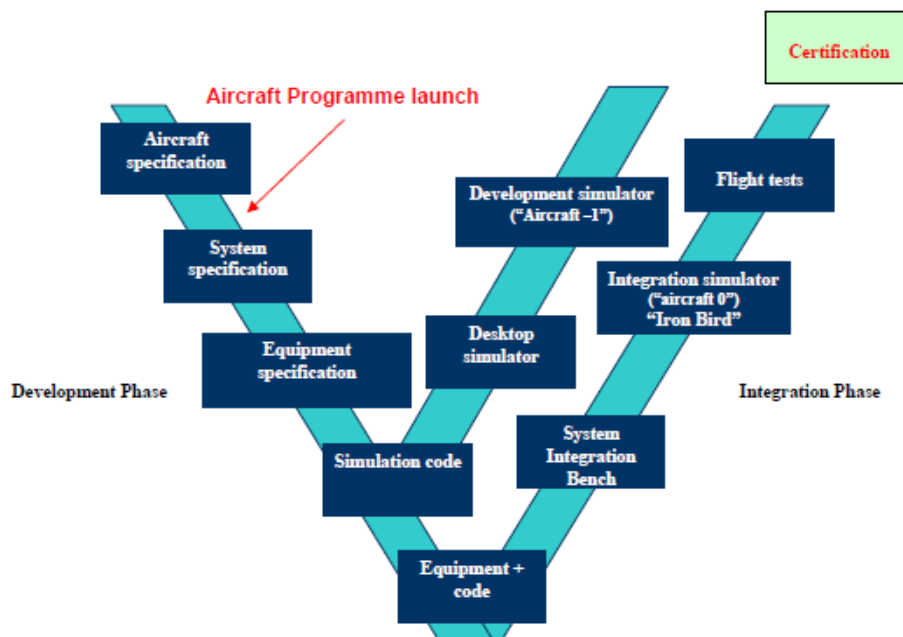 Certification
Aircraft Programme launch
Aircraft
specification
Flight tests
Development simulator
(“Aircraft –1”)
System
specification
Integration simulator
(“aircraft 0”)
“Iron Bird”
Equipment
specification
Desktop
simulator
Development Phase
Integration Phase
Simulation code
System
Integration
Bench
Equipment +
code